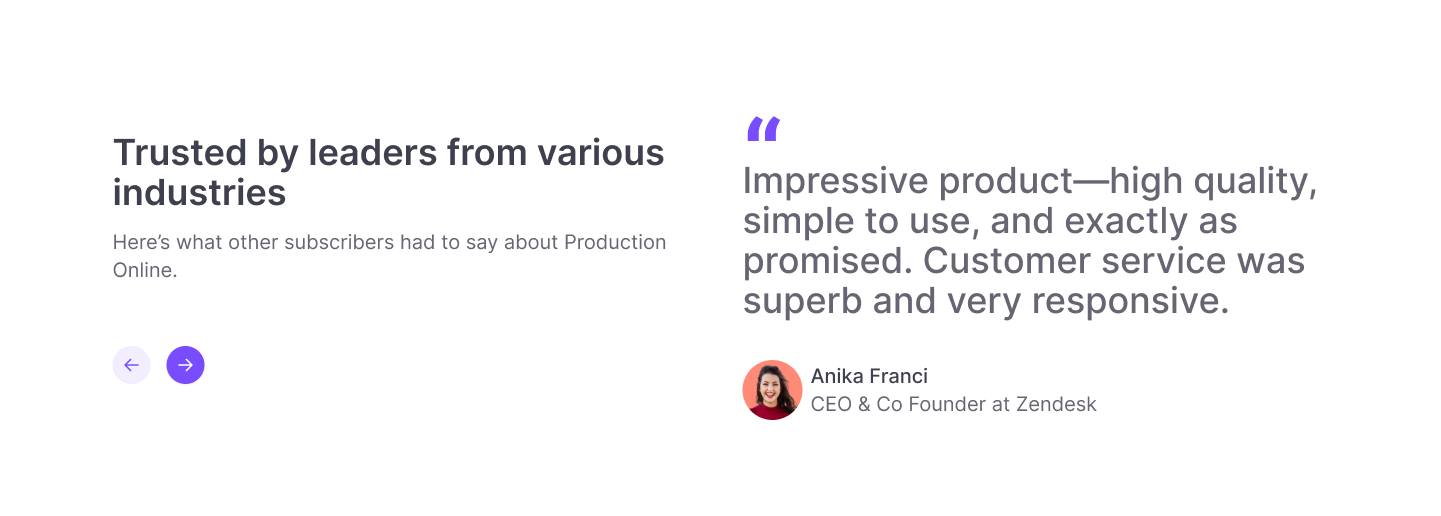 Trusted by leaders from various
industries
Here’s what other subscribers had to say about Production
Online.
“
Impressive product—high quality,
simple to use, and exactly as
promised. Customer service was
superb and very responsive.
Anika Franci
CEO & Co Founder at Zendesk